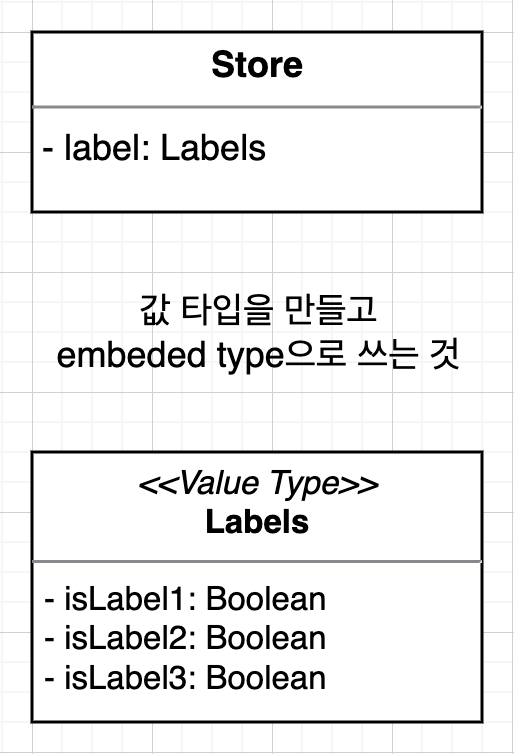 Store
- label: Labels
값 타입을 만들고
embeded type으로 쓰는 것
<<Value Type>>
Labels
- isLabel1: Boolean
- isLabel2: Boolean
- isLabel3: Boolean